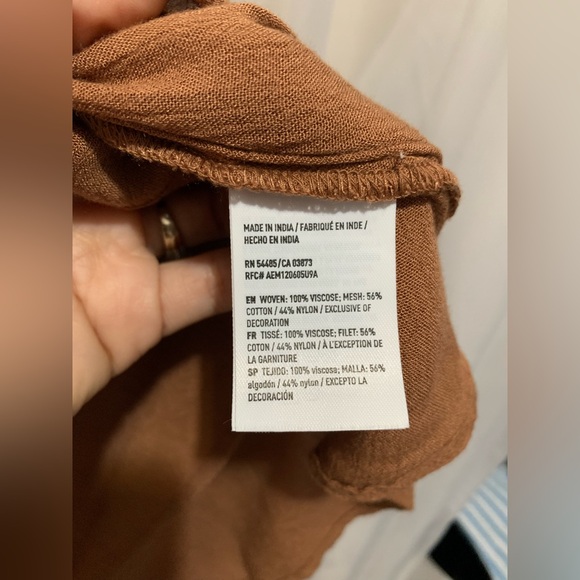 MADE IN INDIA / FABRIQUÉ EN INDE /
HECHO EN INDIA
RN 54485/CA 03873
RFC# AEM120605U9A
EN WOVEN: 100% VISCOSE; MESH: 56%
COTTON / 44% NYLON / EXCLUSIVE OF
DECORATION
FR TISSÉ: 100% VISCOSE; FILET: 56%
COTON / 44% NYLON / À L'EXCEPTION DE
LA GARNITURE
SP TEJIDO: 100% viscosa; MALLA: 56%
algodón / 44% nylon / EXCEPTO LA
DECORACIÓN